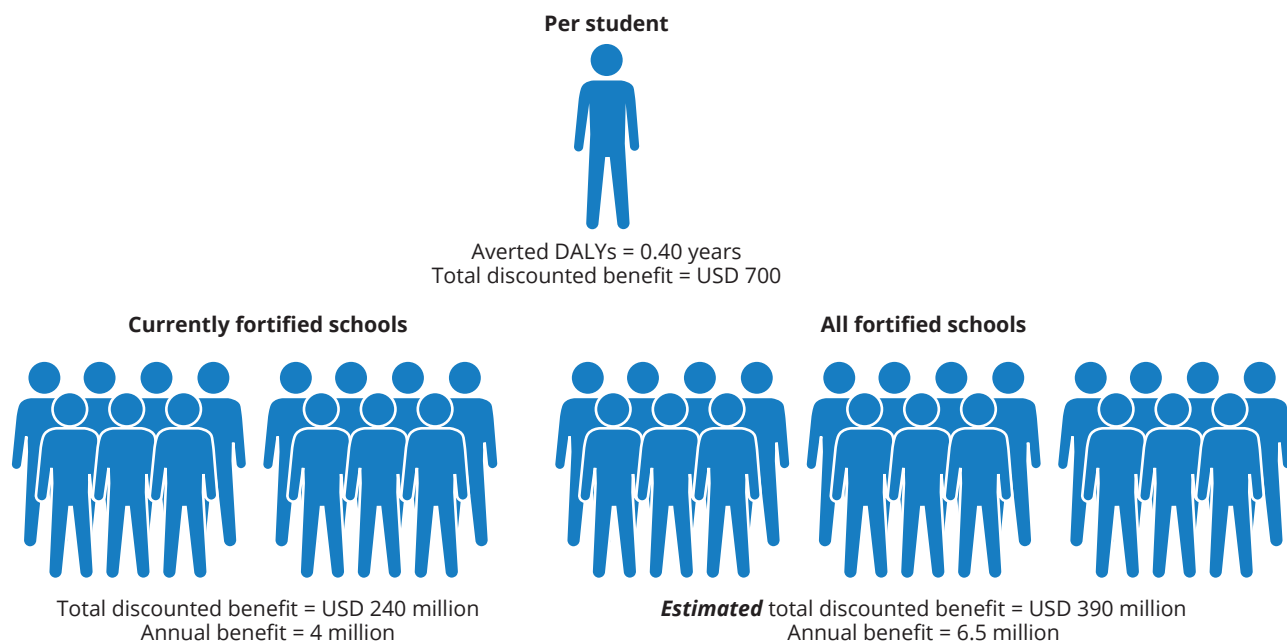 Per student
Averted DALYs = 0.40 years
Total discounted benefit = USD 700
Currently fortified schools
Total discounted benefit = USD 240 million
Annual benefit = 4 million
All fortified schools
Estimated total discounted benefit = USD 390 million
Annual benefit = 6.5 million